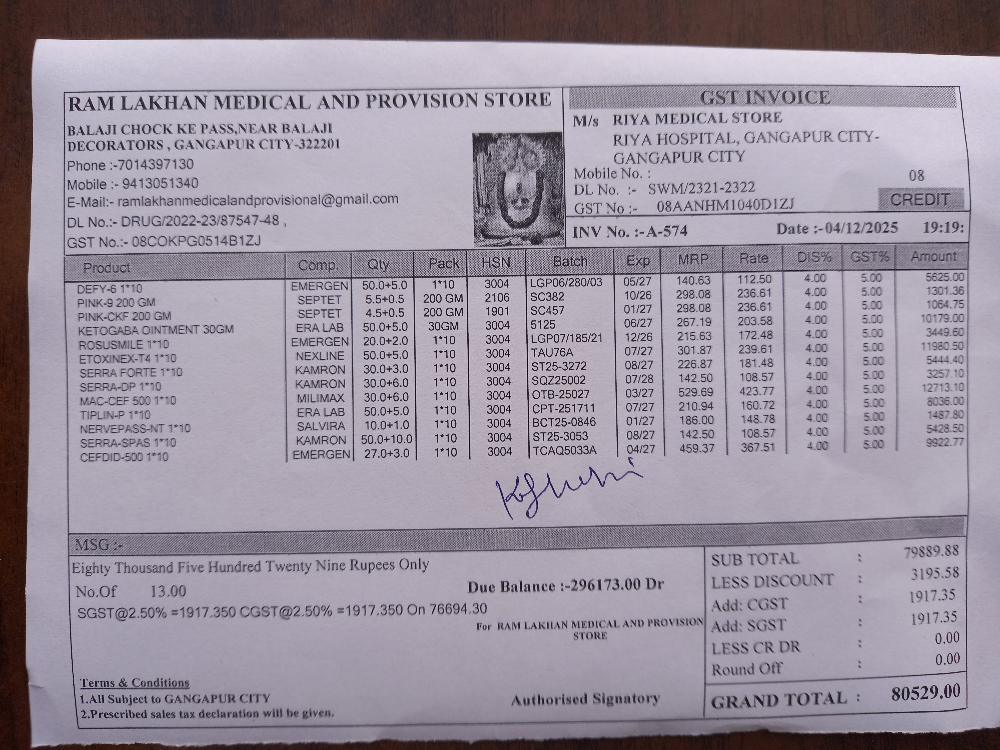 RAM LAKHAN MEDICAL AND PROVISION STORE
BALAJI CHOCK KE PASS,NEAR BALAJI
DECORATORS , GANGAPUR CITY-322201
Phone :-7014397130
Mobile :- 9413051340
E-Mail:- ramlakhanmedicalandprovisional@gmail.com
DL No.:- DRUG/2022-23/87547-48 ,
GST No.:- 08COKPG0514B1ZJ
GST INVOICE
M/s RIYA MEDICAL STORE
RIYA HOSPITAL, GANGAPUR CITY-
GANGAPUR CITY
Mobile No. :
08
DL No. :- SWM/2321-2322
CREDIT
GST No :- 08AANHM1040D1ZJ
INV No. :-A-574 Date :-04/12/2025 19:19:
Product Comp. Qty Pack HSN Batch Exp MRP Rate DIS% GST% Amount
DEFY-6 1*10 EMERGEN 50.0+5.0 1*10 3004 LGP06/280/03 05/27 140.63 112.50 4.00 5.00 5625.00
PINK-9 200 GM SEPTET 5.5+0.5 200 GM 2106 SC382 10/26 298.08 236.61 4.00 5.00 1301.36
PINK-CKF 200 GM SEPTET 4.5+0.5 200 GM 1901 SC457 01/27 298.08 236.61 4.00 5.00 1064.75
KETOGABA OINTMENT 30GM ERA LAB 50.0+5.0 30GM 3004 5125 06/27 267.19 203.58 4.00 5.00 10179.00
ROSUSMILE 1*10 EMERGEN 20.0+2.0 1*10 3004 LGP07/185/21 12/26 215.63 172.48 4.00 5.00 3449.60
ETOXINEX-T4 1*10 NEXLINE 50.0+5.0 1*10 3004 TAU76A 07/27 301.87 239.61 4.00 5.00 11980.50
SERRA FORTE 1*10 KAMRON 30.0+3.0 1*10 3004 ST25-3272 08/27 226.87 181.48 4.00 5.00 5444.40
SERRA-DP 1*10 KAMRON 30.0+6.0 1*10 3004 SQZ25002 07/28 142.50 108.57 4.00 5.00 3257.10
MAC-CEF 500 1*10 MILIMAX 30.0+6.0 1*10 3004 OTB-25027 03/27 529.69 423.77 4.00 5.00 12713.10
TIPLIN-P 1*10 ERA LAB 50.0+5.0 1*10 3004 CPT-251711 07/27 210.94 160.72 4.00 5.00 8036.00
NERVEPASS-NT 1*10 SALVIRA 10.0+1.0 1*10 3004 BCT25-0846 01/27 186.00 148.78 4.00 5.00 1487.80
SERRA-SPAS 1*10 KAMRON 50.0+10.0 1*10 3004 ST25-3053 08/27 142.50 108.57 4.00 5.00 5428.50
CEFDID-500 1*10 EMERGEN 27.0+3.0 1*10 3004 TCAQ5033A 04/27 459.37 367.51 4.00 5.00 9922.77
MSG :-
Eighty Thousand Five Hundred Twenty Nine Rupees Only
No.Of 13.00 Due Balance :-296173.00 Dr
SGST@2.50% =1917.350 CGST@2.50% =1917.350 On 76694.30
For RAM LAKHAN MEDICAL AND PROVISION
STORE
Terms & Conditions
1.All Subject to GANGAPUR CITY
2.Prescribed sales tax declaration will be given.
Authorised Signatory
SUB TOTAL : 79889.88
LESS DISCOUNT : 3195.58
Add: CGST : 1917.35
Add: SGST : 1917.35
LESS CR DR : 0.00
Round Off : 0.00
GRAND TOTAL : 80529.00